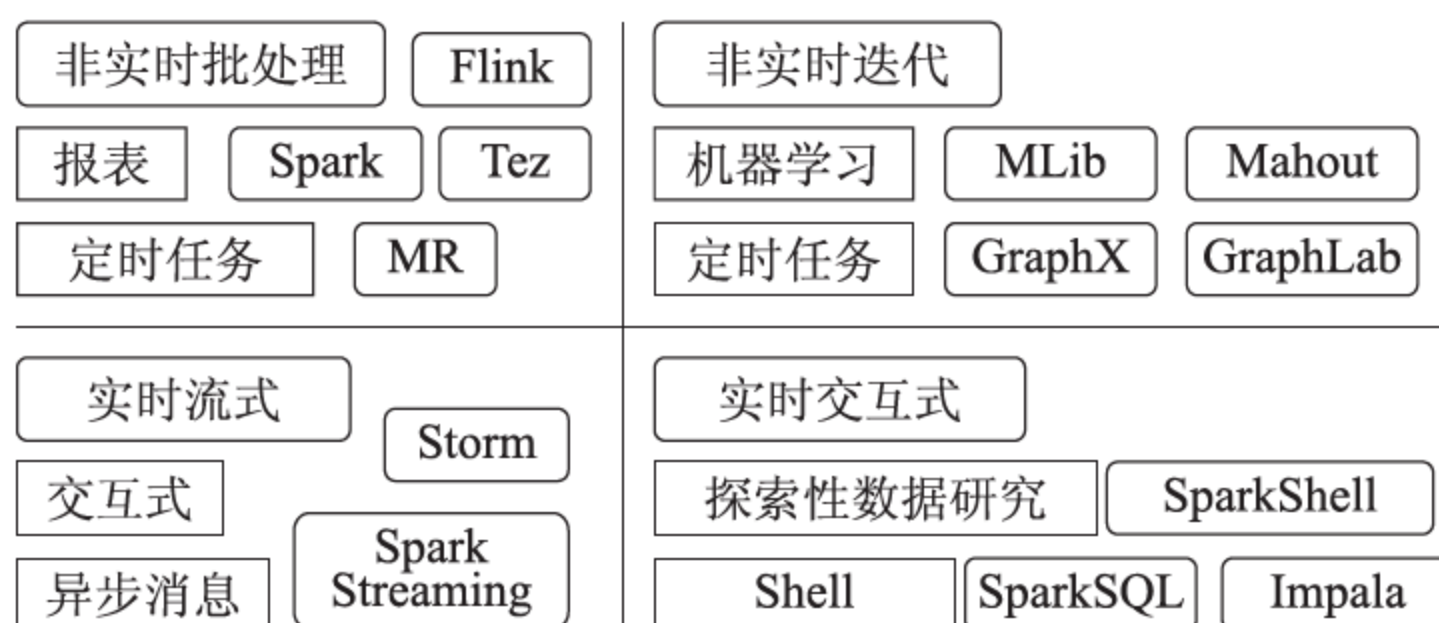 非实时批处理
Flink
报表
Spark
Tez
定时任务
MR
非实时迭代
机器学习
MLib
Mahout
定时任务
GraphX
GraphLab
实时流式
Storm
交互式
Spark
Streaming
异步消息
实时交互式
探索性数据研究
SparkShell
Shell
SparkSQL
Impala